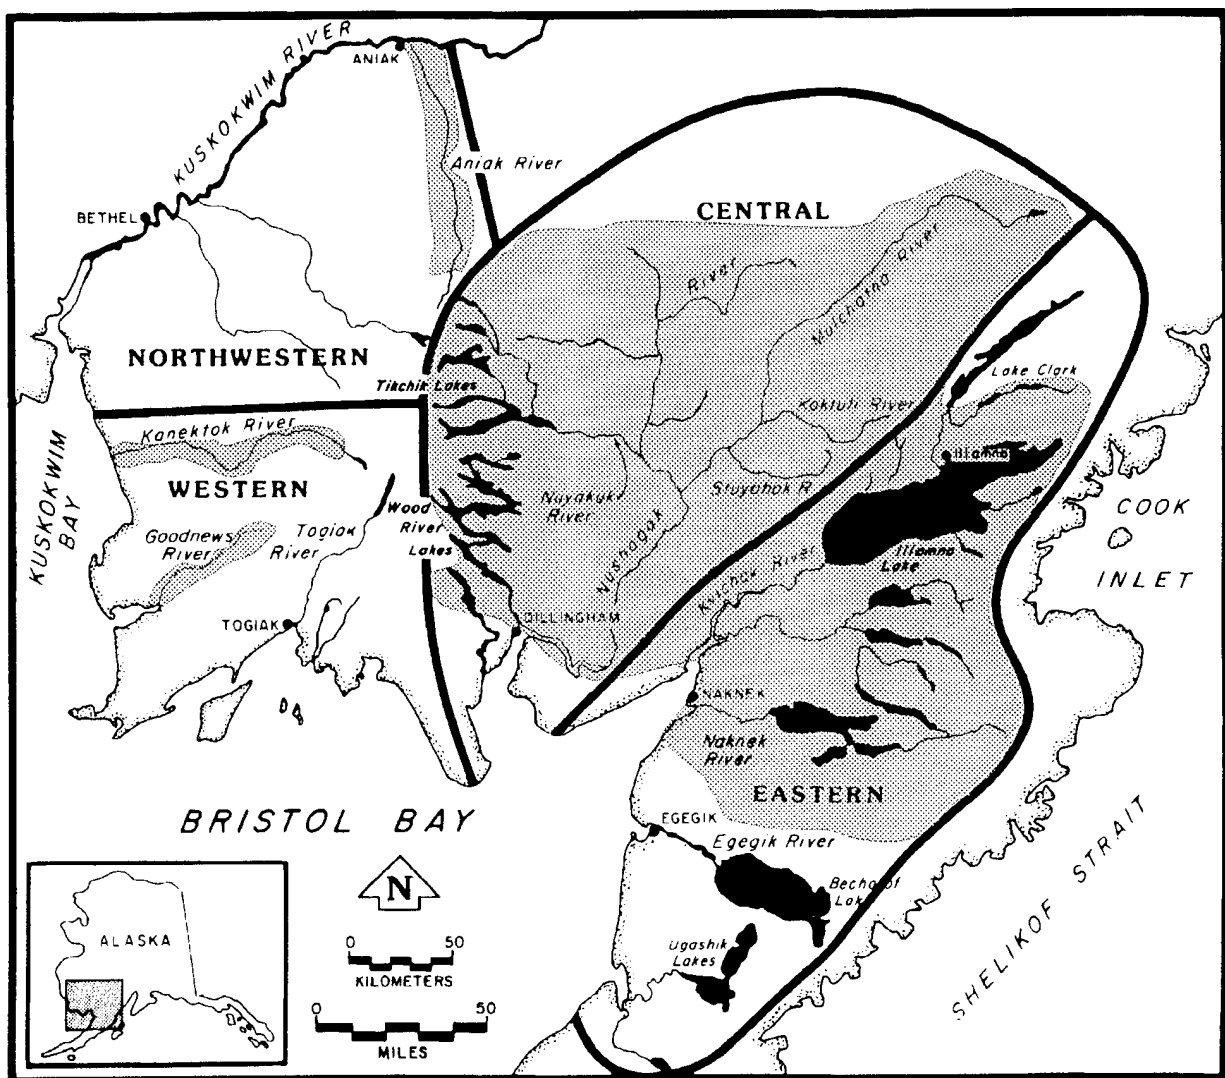 KUSKOKWIM RIVER
ANIAK
Aniak River
BETHEL
CENTRAL
River
Mulchatna River
NORTHWESTERN
Tikchik Lakes
Lake Clark
Koktuli River
Kanektok River
Iliamna
WESTERN
Stuyahok R.
KUSKOKWIM
BAY
Wood
River
Lakes
Nuyakuk
River
Goodnews
River
Togiak
River
Nushagak
Kvichak River
Iliamna
Lake
COOK
INLET
TOGIAK
DILLINGHAM
NAKNEK
Naknek
River
EASTERN
BRISTOL BAY
EGEGIK
Egegik River
Becharof
Lake
Ugashik
Lakes
SHELIKOF STRAIT
N
ALASKA
0 50
KILOMETERS
0 50
MILES